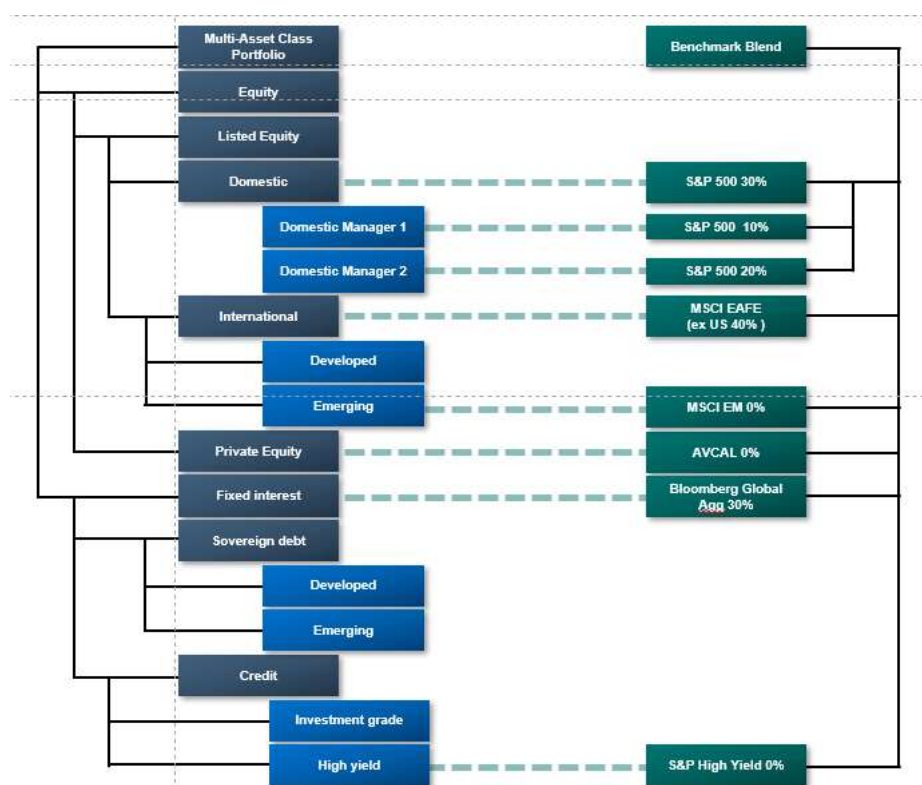 Multi-Asset Class
Portfolio
Benchmark Blend
Equity
Listed Equity
Domestic
S&P 500 30%
Domestic Manager 1
S&P 500 10%
Domestic Manager 2
S&P 500 20%
International
MSCI EAFE
(ex US 40% )
Developed
Emerging
MSCI EM 0%
Private Equity
AVCAL 0%
Fixed interest
Bloomberg Global
Agg 30%
Sovereign debt
Developed
Emerging
Credit
Investment grade
High yield
S&P High Yield 0%